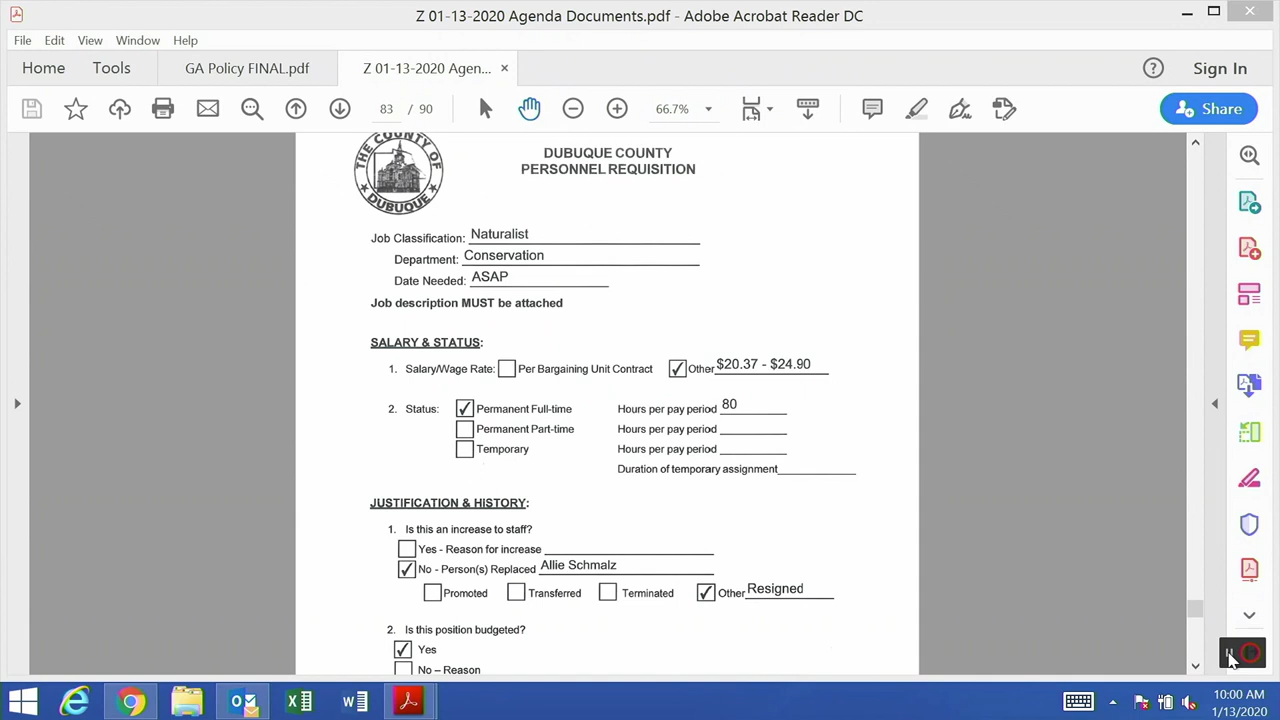 Z 01-13-2020 Agenda Documents.pdf - Adobe Acrobat Reader DC
File Edit View Window Help
Home Tools GA Policy FINAL.pdf Z 01-13-2020 Agen... × Sign In
83 / 90 66.7% Share
THE COUNTY OF DUBUQUE
DUBUQUE COUNTY
PERSONNEL REQUISITION
Job Classification: Naturalist
Department: Conservation
Date Needed: ASAP
Job description MUST be attached
SALARY & STATUS:
1. Salary/Wage Rate: Per Bargaining Unit Contract Other $20.37 - $24.90
2. Status: Permanent Full-time Hours per pay period 80
Permanent Part-time Hours per pay period
Temporary Hours per pay period
Duration of temporary assignment
JUSTIFICATION & HISTORY:
1. Is this an increase to staff?
Yes - Reason for increase
No - Person(s) Replaced Allie Schmalz
Promoted Transferred Terminated Other Resigned
2. Is this position budgeted?
Yes
No – Reason
10:00 AM
1/13/2020